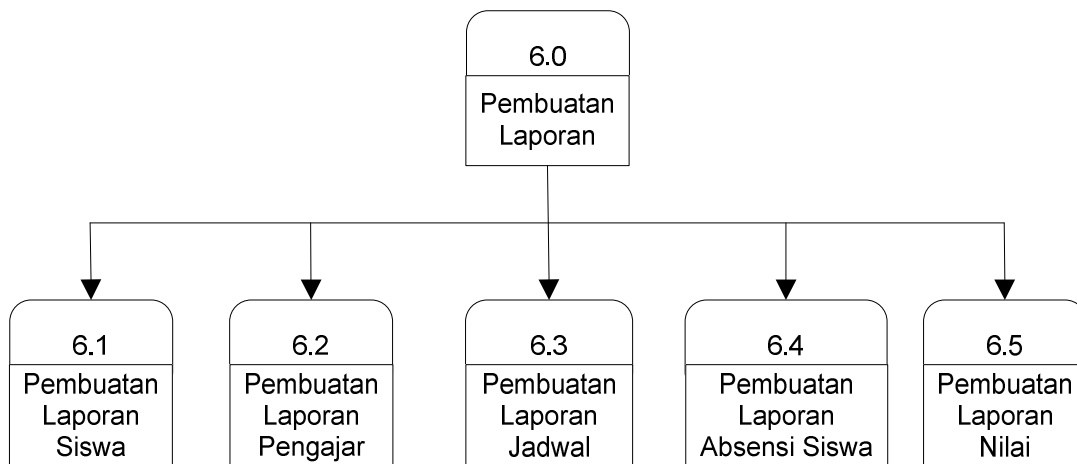 6.0
Pembuatan
Laporan
6.1
Pembuatan
Laporan
Siswa
6.2
Pembuatan
Laporan
Pengajar
6.3
Pembuatan
Laporan
Jadwal
6.4
Pembuatan
Laporan
Absensi Siswa
6.5
Pembuatan
Laporan
Nilai